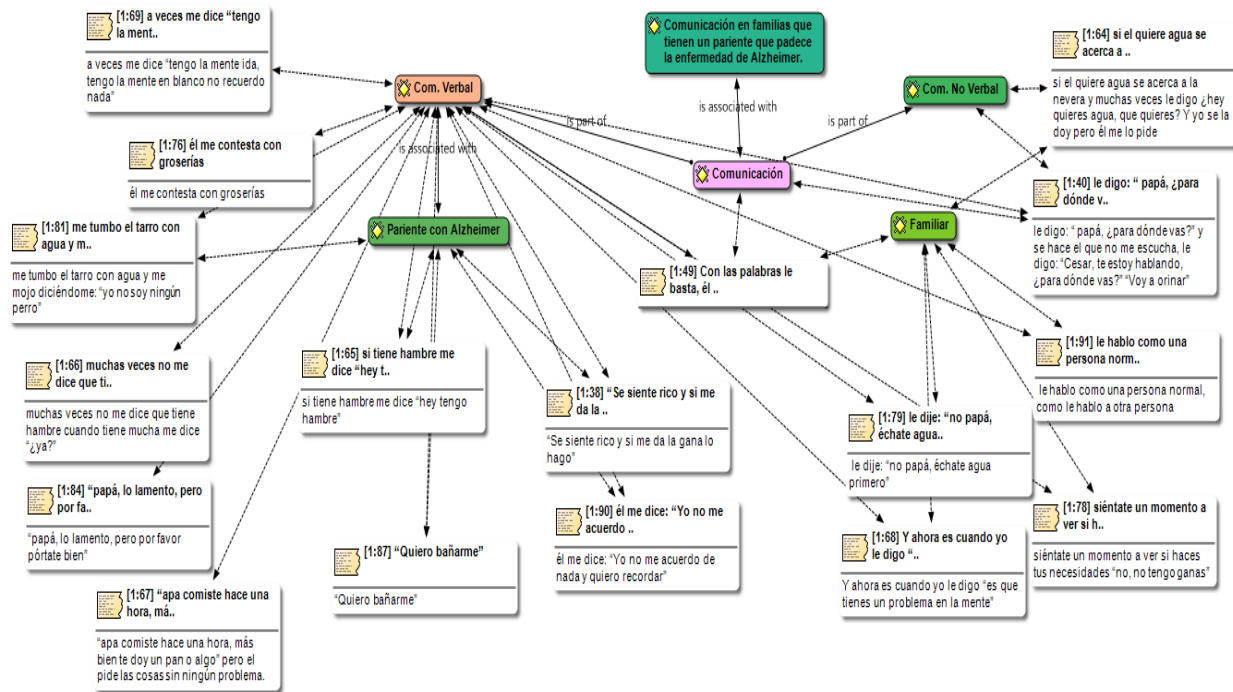 [1:69] a veces me dice “tengo
la ment..
a veces me dice “tengo la mente ida,
tengo la mente en blanco no recuerdo
nada”
Comunicación en familias que
tienen un pariente que padece
la enfermedad de Alzheimer.
[1:64] si el quiere agua se
acerca a ..
si el quiere agua se acerca a la
nevera y muchas veces le digo ¿hey
quieres agua, que quieres? Y yo se la
doy pero él me lo pide
Com. Verbal
Com. No Verbal
is associated with
is part of
is part of
is associated with
[1:76] él me contesta con
groserías
él me contesta con groserías
Comunicación
[1:40] le digo: “ papá, ¿para
dónde v..
le digo: “ papá, ¿para dónde vas?” y
se hace el que no me escucha, le
digo: “Cesar, te estoy hablando,
¿para dónde vas?” “Voy a orinar”
[1:81] me tumbo el tarro con
agua y m..
me tumbo el tarro con agua y me
mojo diciéndome: “yo no soy ningún
perro”
Pariente con Alzheimer
Familiar
[1:49] Con las palabras le
basta, él ..
[1:91] le hablo como una
persona norm..
le hablo como una persona normal,
como le hablo a otra persona
[1:66] muchas veces no me
dice que ti..
muchas veces no me dice que tiene
hambre cuando tiene mucha me dice
“¿ya?”
[1:65] si tiene hambre me
dice “hey t..
si tiene hambre me dice “hey tengo
hambre”
[1:38] “Se siente rico y si me
da la ..
“Se siente rico y si me da la gana lo
hago”
[1:79] le dije: “no papá,
échate agua..
le dije: “no papá, échate agua
primero”
[1:84] “papá, lo lamento, pero
por fa..
“papá, lo lamento, pero por favor
pórtate bien”
[1:87] “Quiero bañarme”
“Quiero bañarme”
[1:90] él me dice: “Yo no me
acuerdo ..
él me dice: “Yo no me acuerdo de
nada y quiero recordar”
[1:68] Y ahora es cuando yo
le digo “..
Y ahora es cuando yo le digo “es que
tienes un problema en la mente”
[1:78] siéntate un momento a
ver si h..
siéntate un momento a ver si haces
tus necesidades “no, no tengo ganas”
[1:67] “apa comiste hace una
hora, má..
“apa comiste hace una hora, más
bien te doy un pan o algo” pero el
pide las cosas sin ningún problema.